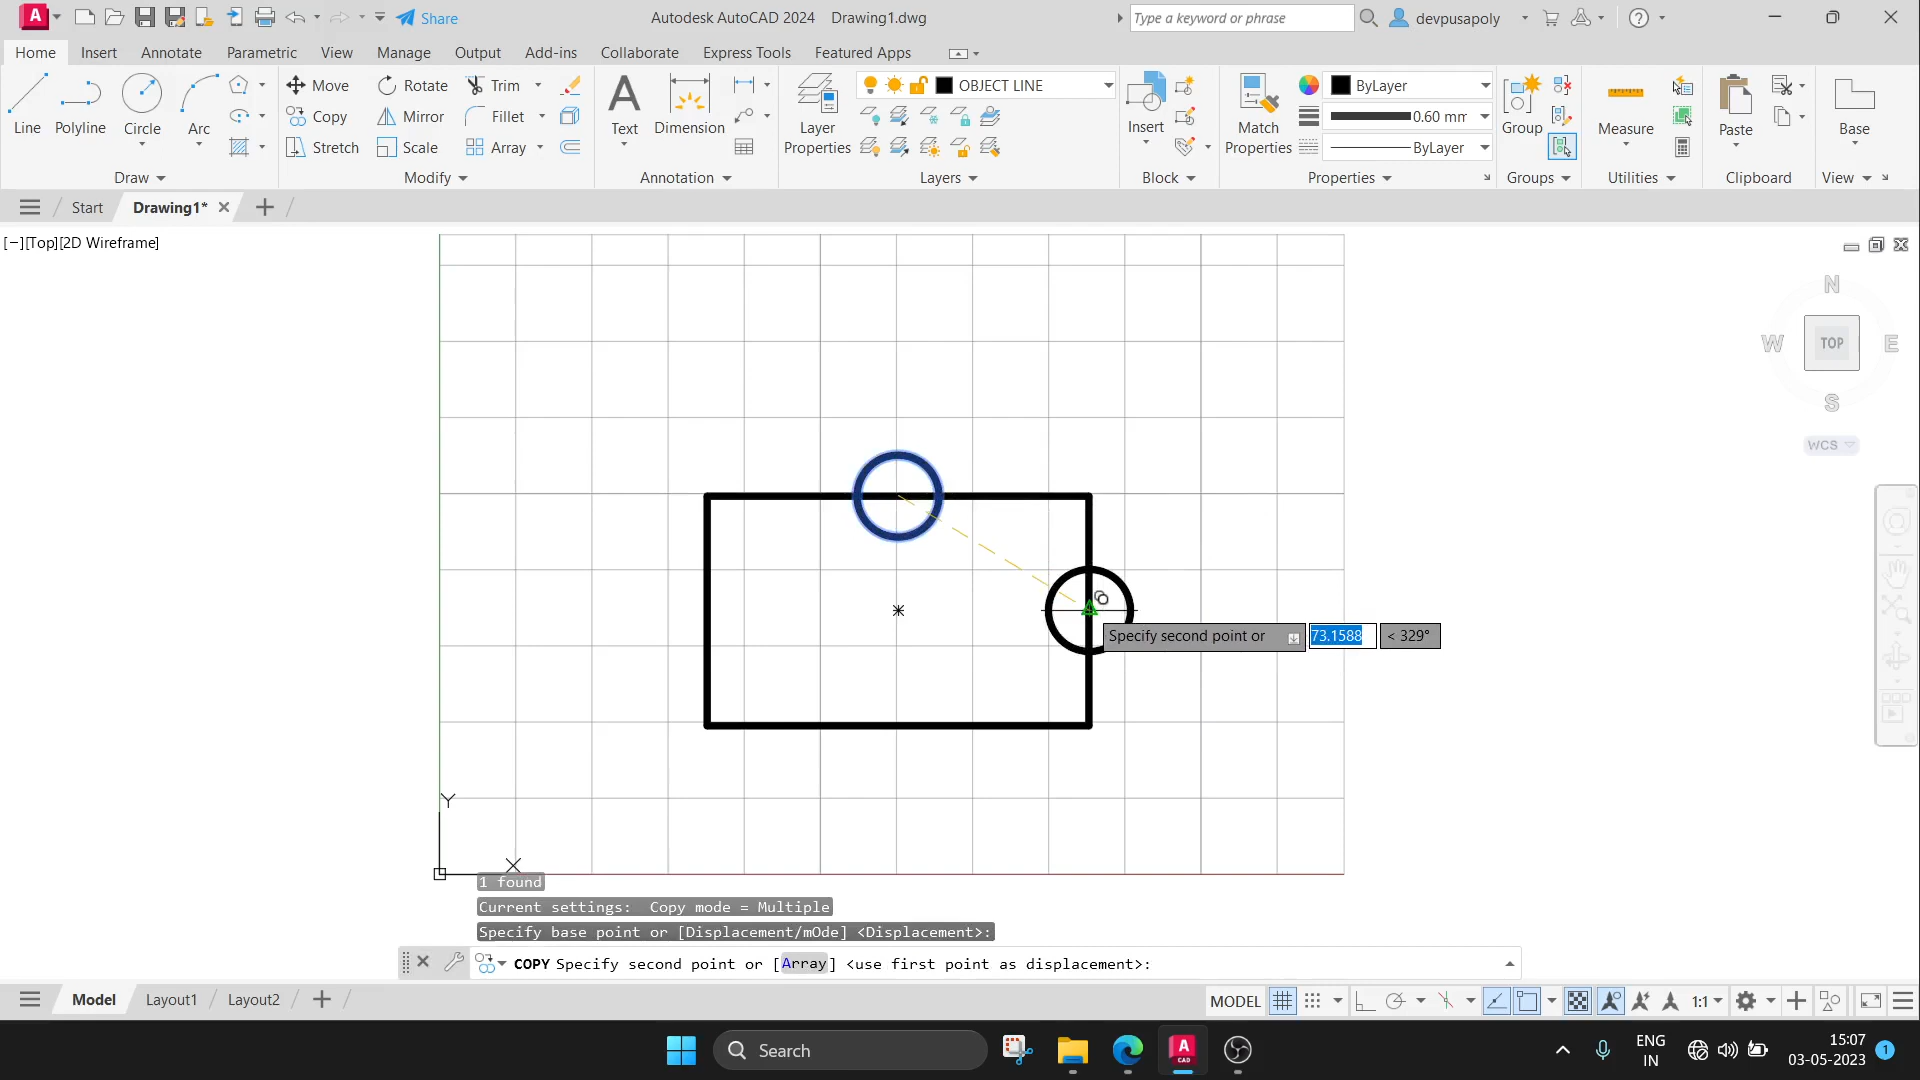 Share
Autodesk AutoCAD 2024 Drawing1.dwg
Type a keyword or phrase
devpusapoly
Home Insert Annotate Parametric View Manage Output Add-ins Collaborate Express Tools Featured Apps
Line Polyline Circle Arc
Draw
Move Rotate Trim
Copy Mirror Fillet
Stretch Scale Array
Modify
Text Dimension
Annotation
Layer Properties
OBJECT LINE
Layers
Insert
Block
Match Properties
ByLayer
0.60 mm
ByLayer
Properties
Group
Groups
Measure
Utilities
Paste
Clipboard
Base
View
Start Drawing1*
[−][Top][2D Wireframe]
N
W TOP E
S
WCS
Specify second point or 73.1588 < 329°
Y
X
1 found
Current settings: Copy mode = Multiple
Specify base point or [Displacement/mOde] <Displacement>:
COPY Specify second point or [Array] <use first point as displacement>:
Model Layout1 Layout2
MODEL
1:1
Search
A
CAD
ENG
IN
15:07
03-05-2023
1